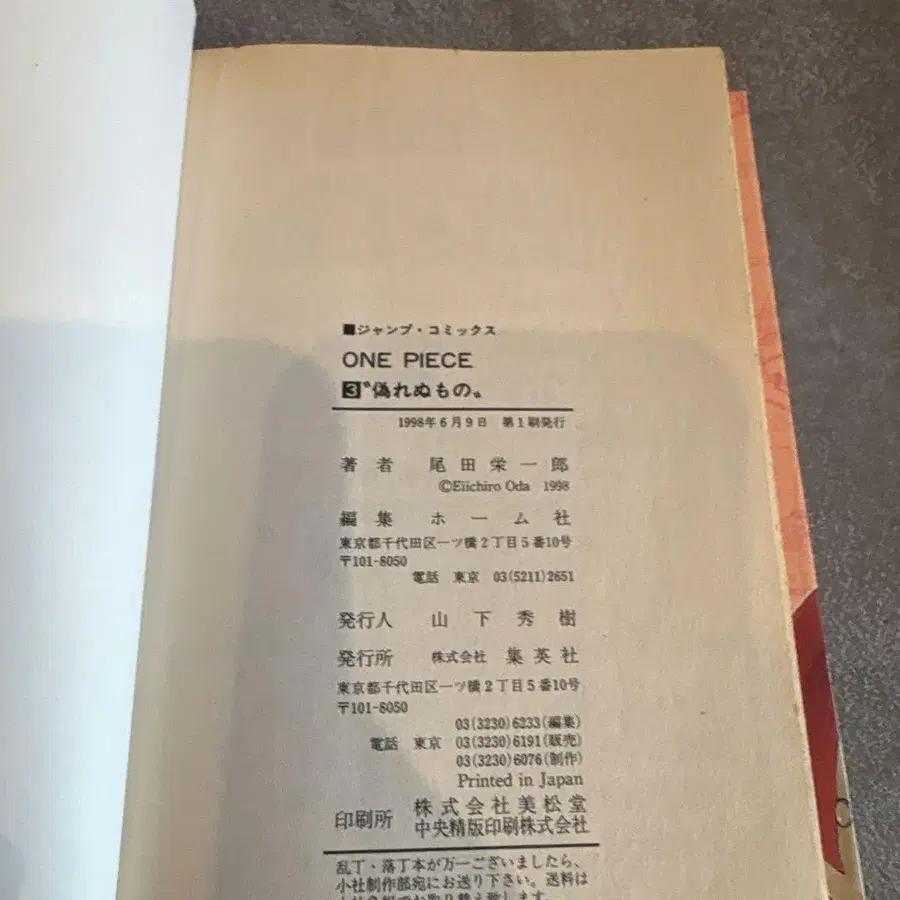 ■ジャンプ・コミックス
ONE PIECE
3 〝偽れぬもの〟
1998年6月9日 第1刷発行
著者 尾田栄一郎
©Eiichiro Oda 1998
編集 ホーム社
東京都千代田区一ツ橋2丁目5番10号
〒101-8050
電話 東京 03(5211)2651
発行人 山下秀樹
発行所 株式会社 集英社
東京都千代田区一ツ橋2丁目5番10号
〒101-8050
03(3230)6233(編集)
電話 東京 03(3230)6191(販売)
03(3230)6076(制作)
Printed in Japan
印刷所 株式会社美松堂
中央精版印刷株式会社
乱丁・落丁本が万一ございましたら、
小社制作部宛にお送り下さい。送料は